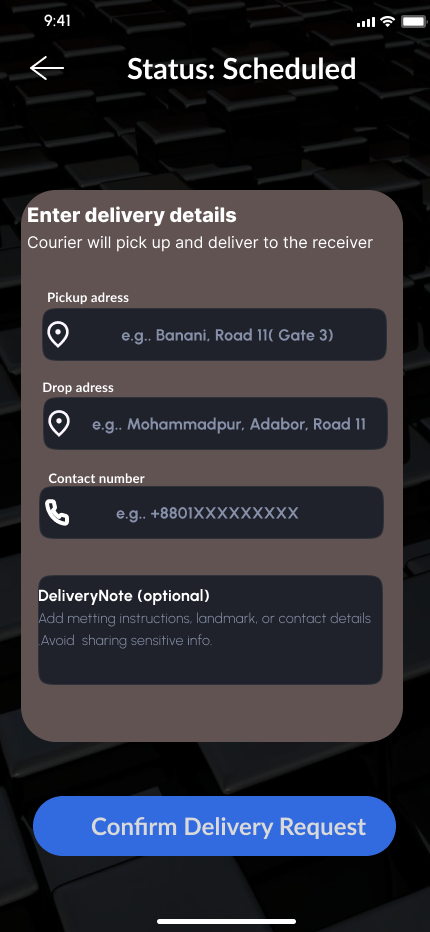 9:41
Status: Scheduled
Enter delivery details
Courier will pick up and deliver to the receiver
Pickup adress
e.g.. Banani, Road 11( Gate 3)
Drop adress
e.g.. Mohammadpur, Adabor, Road 11
Contact number
e.g.. +8801XXXXXXXXX
DeliveryNote (optional)
Add metting instructions, landmark, or contact details
.Avoid sharing sensitive info.
Confirm Delivery Request